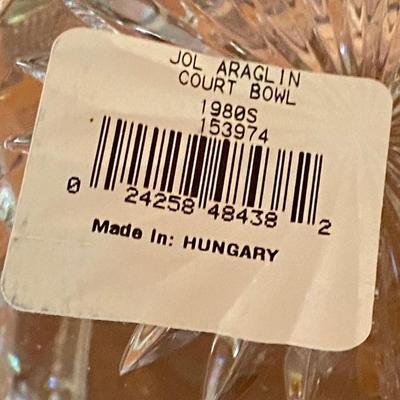 JOL ARAGLIN
COURT BOWL
1980S
153974
0 24258 48438 2
Made In: HUNGARY